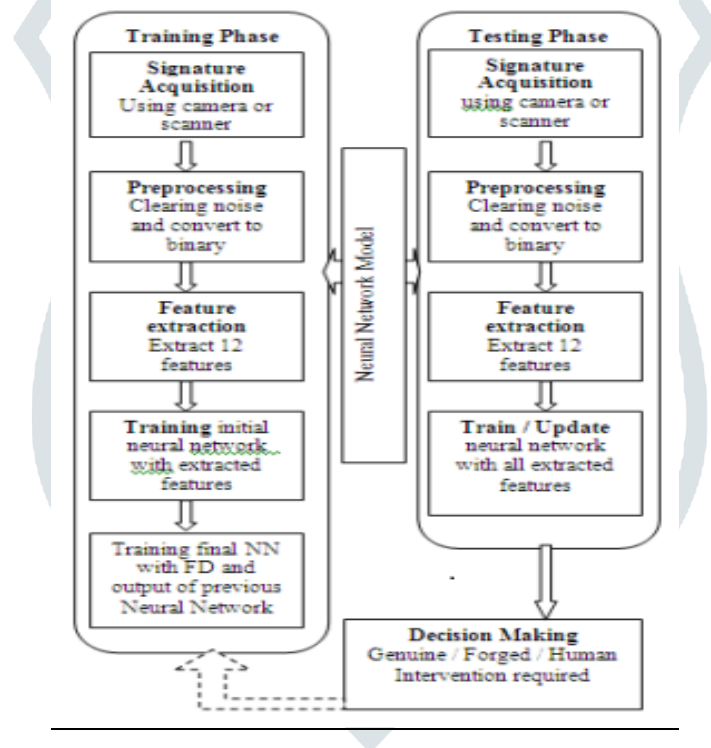 Training Phase
Signature
Acquisition
Using camera or
scanner
Preprocessing
Clearing noise
and convert to
binary
Feature
extraction
Extract 12
features
Training initial
neural network
with extracted
features
Training final NN
with FD and
output of previous
Neural Network
Neural Network Model
Testing Phase
Signature
Acquisition
using camera or
scanner
Preprocessing
Clearing noise
and convert to
binary
Feature
extraction
Extract 12
features
Train / Update
neural network
with all extracted
features
Decision Making
Genuine / Forged / Human
Intervention required